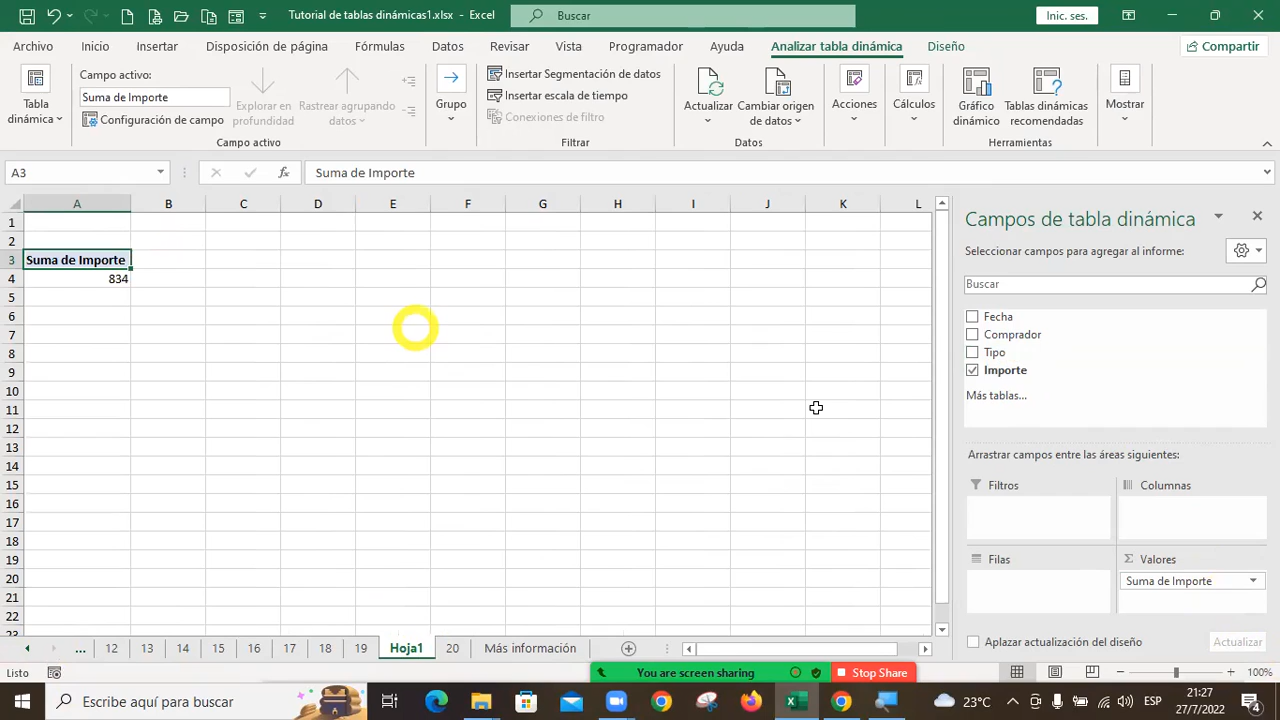 Tutorial de tablas dinámicas1.xlsx - Excel
Buscar
Inic. ses.
Archivo Inicio Insertar Disposición de página Fórmulas Datos Revisar Vista Programador Ayuda Analizar tabla dinámica Diseño Compartir
Tabla dinámica
Campo activo:
Suma de Importe
Configuración de campo
Explorar en profundidad
Rastrear agrupando datos
Campo activo
Grupo
Insertar Segmentación de datos
Insertar escala de tiempo
Conexiones de filtro
Filtrar
Actualizar
Cambiar origen de datos
Datos
Acciones
Cálculos
Gráfico dinámico
Tablas dinámicas recomendadas
Herramientas
Mostrar
A3 fx Suma de Importe
A B C D E F G H I J K L
1
2
3 Suma de Importe
4 834
5
6
7
8
9
10
11
12
13
14
15
16
17
18
19
20
21
22
23
Campos de tabla dinámica
Seleccionar campos para agregar al informe:
Buscar
Fecha
Comprador
Tipo
Importe
Más tablas...
Arrastrar campos entre las áreas siguientes:
Filtros Columnas
Filas Σ Valores
Suma de Importe
Aplazar actualización del diseño Actualizar
... 12 13 14 15 16 17 18 19 Hoja1 20 Más información
Listo
You are screen sharing Stop Share
100%
Escribe aquí para buscar
23°C
ESP
21:27
27/7/2022
4